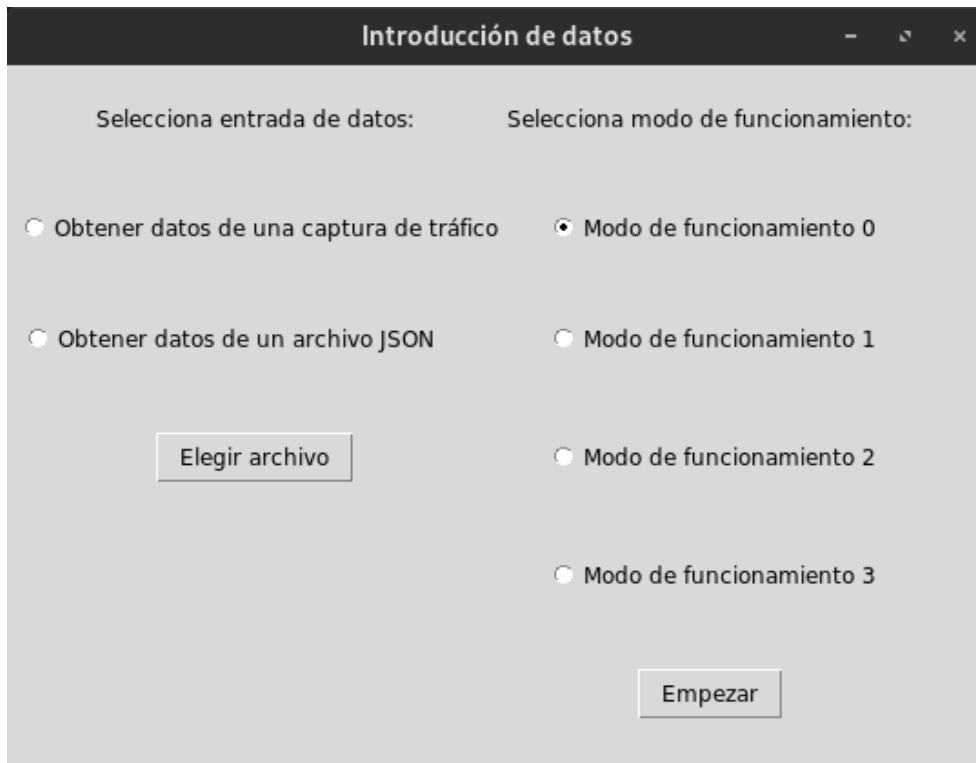 Introducción de datos
Selecciona entrada de datos:
Selecciona modo de funcionamiento:
Obtener datos de una captura de tráfico
Modo de funcionamiento 0
Obtener datos de un archivo JSON
Modo de funcionamiento 1
Elegir archivo
Modo de funcionamiento 2
Modo de funcionamiento 3
Empezar